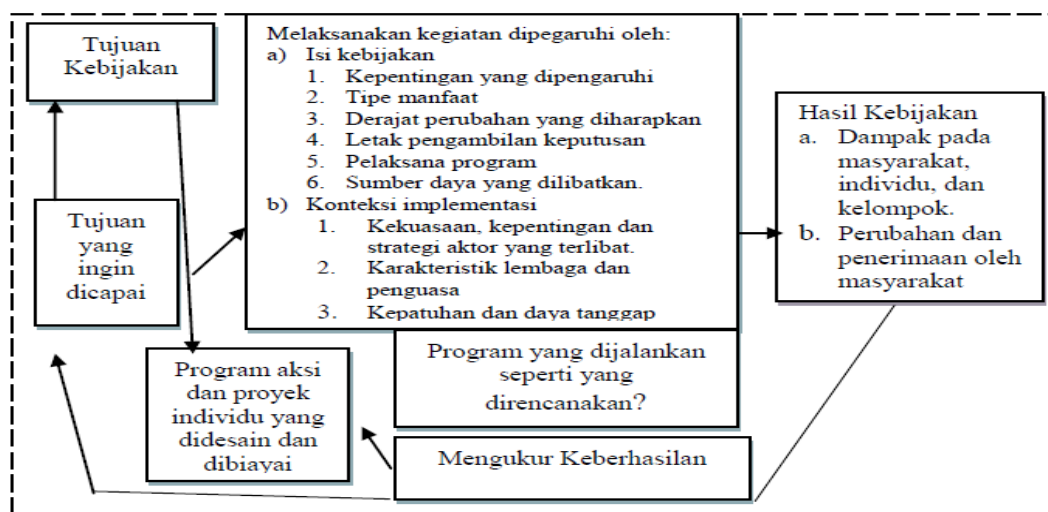 Tujuan
Kebijakan
Tujuan
yang
ingin
dicapai
Program aksi
dan proyek
individu yang
didesain dan
dibiayai
Melaksanakan kegiatan dipegaruhi oleh:
a) Isi kebijakan
1. Kepentingan yang dipengaruhi
2. Tipe manfaat
3. Derajat perubahan yang diharapkan
4. Letak pengambilan keputusan
5. Pelaksana program
6. Sumber daya yang dilibatkan.
b) Konteksi implementasi
1. Kekuasaan, kepentingan dan
strategi aktor yang terlibat.
2. Karakteristik lembaga dan
penguasa
3. Kepatuhan dan daya tanggap
Program yang dijalankan
seperti yang
direncanakan?
Mengukur Keberhasilan
Hasil Kebijakan
a. Dampak pada
masyarakat,
individu, dan
kelompok.
b. Perubahan dan
penerimaan oleh
masyarakat